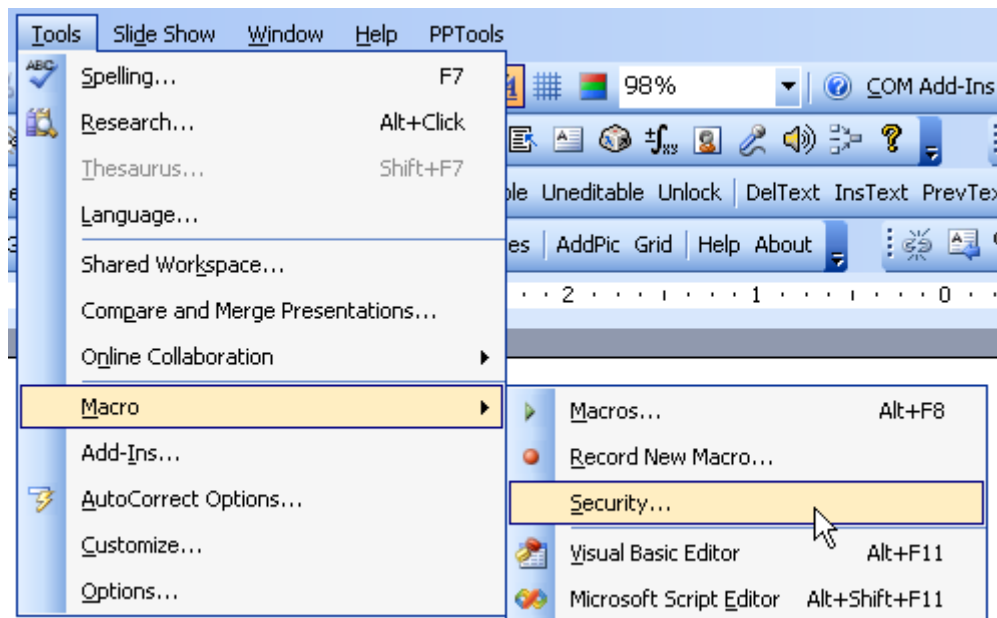 Tools Slide Show Window Help PPTools
ABC Spelling... F7
98% COM Add-Ins
Research... Alt+Click
Thesaurus... Shift+F7
Uneditable Unlock DelText InsText
Language...
AddPic Grid Help About
Shared Workspace...
2 1 0
Compare and Merge Presentations...
Online Collaboration
Macro
Macros... Alt+F8
Add-Ins...
Record New Macro...
AutoCorrect Options...
Security...
Customize...
Visual Basic Editor Alt+F11
Options...
Microsoft Script Editor Alt+Shift+F11